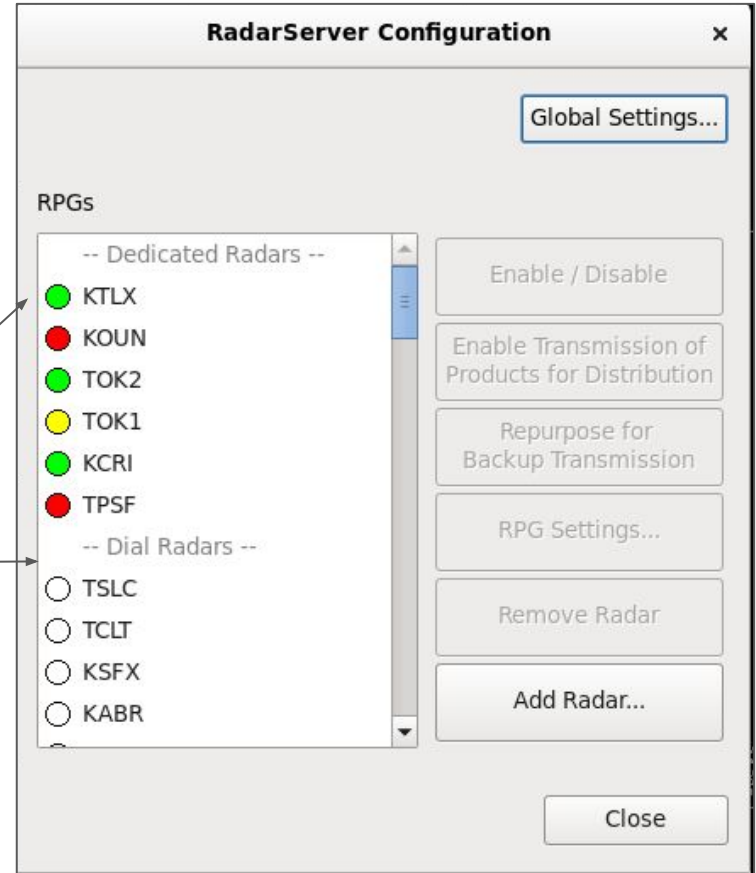 RadarServer Configuration ×
Global Settings...
RPGs
-- Dedicated Radars --
KTLX
KOUN
TOK2
TOK1
KCRI
TPSF
-- Dial Radars --
TSLC
TCLT
KSFX
KABR
Enable / Disable
Enable Transmission of
Products for Distribution
Repurpose for
Backup Transmission
RPG Settings...
Remove Radar
Add Radar...
Close